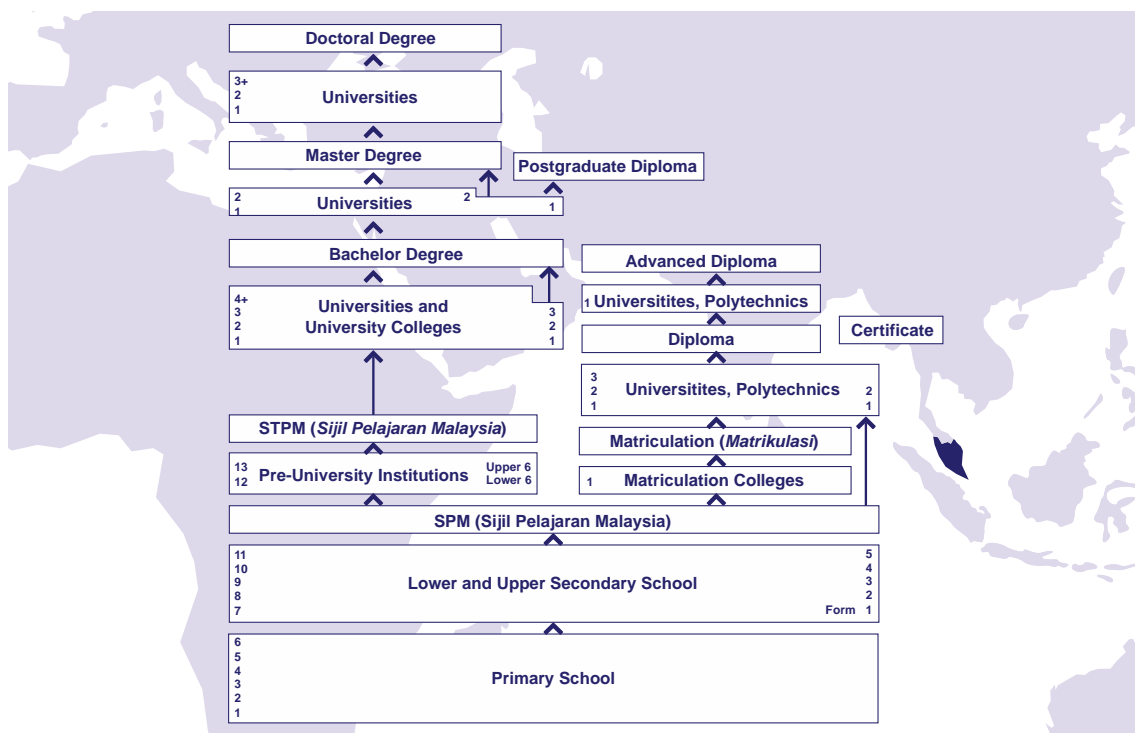 Doctoral Degree
3+
2
1
Universities
Master Degree
Postgraduate Diploma
2
1
Universities
2
1
Bachelor Degree
Advanced Diploma
4+
3
2
1
Universities and
University Colleges
3
2
1
1 Universitites, Polytechnics
Diploma
Certificate
3
2
1
Universitites, Polytechnics
2
1
STPM (Sijil Pelajaran Malaysia)
Matriculation (Matrikulasi)
13
12
Pre-University Institutions
Upper 6
Lower 6
1
Matriculation Colleges
SPM (Sijil Pelajaran Malaysia)
11
10
9
8
7
Lower and Upper Secondary School
5
4
3
2
Form 1
6
5
4
3
2
1
Primary School